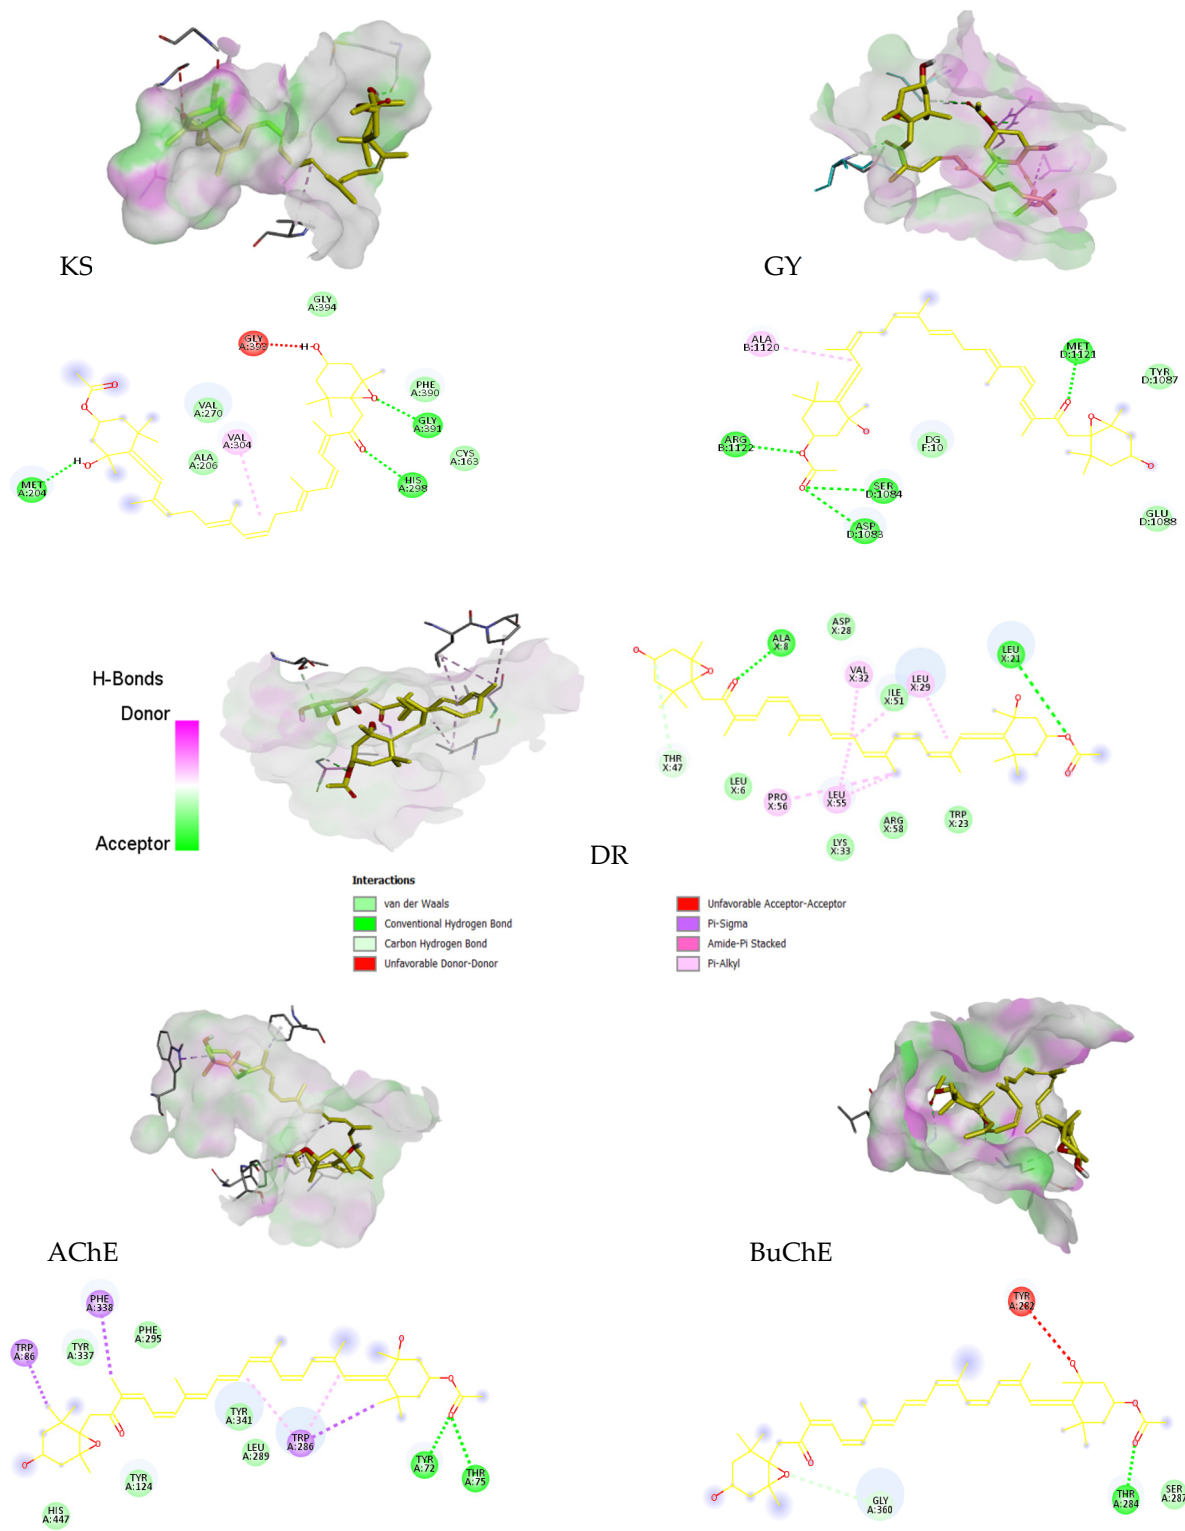 KS
GY
GLY
A:394
GLY
A:393
H
O
O
O
PHE
A:390
VAL
A:270
VAL
A:304
GLY
A:391
O
O
CYS
A:163
ALA
A:206
H
O
HIS
A:298
MET
A:204
ALA
B:1120
MET
D:1121
TYR
D:1087
O
O
O
ARG
B:1122
O
DG
F:10
O
O
SER
D:1084
GLU
D:1088
ASP
D:1083
H-Bonds
Donor
Acceptor
ASP
X:28
ALA
X:8
LEU
X:21
VAL
X:32
LEU
X:29
ILE
X:51
O
O
O
O
O
O
THR
X:47
LEU
X:6
PRO
X:56
LEU
X:55
ARG
X:58
TRP
X:23
LYS
X:33
DR
Interactions
van der Waals
Conventional Hydrogen Bond
Carbon Hydrogen Bond
Unfavorable Donor-Donor
Unfavorable Acceptor-Acceptor
Pi-Sigma
Amide-Pi Stacked
Pi-Alkyl
AChE
BuChE
PHE
A:338
PHE
A:295
TRP
A:86
TYR
A:337
O
O
O
O
O
O
TYR
A:341
TRP
A:286
LEU
A:289
TYR
A:72
THR
A:75
TYR
A:124
HIS
A:447
TYR
A:282
O
O
O
O
O
O
GLY
A:360
THR
A:284
SER
A:287